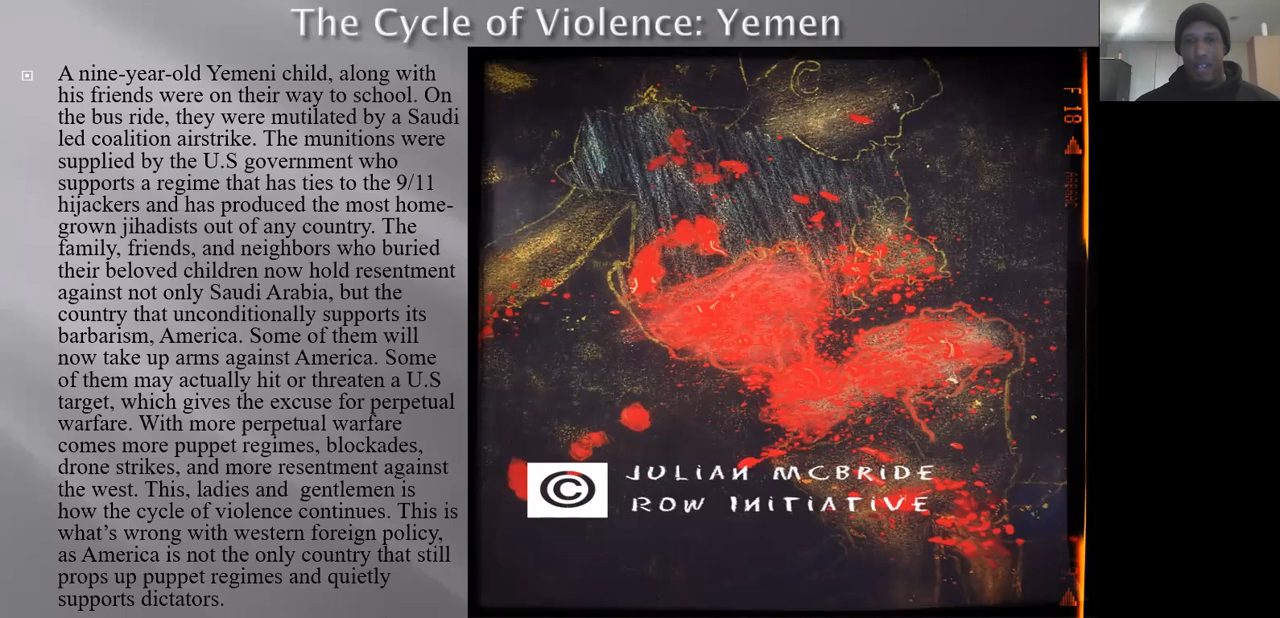 The Cycle of Violence: Yemen
A nine-year-old Yemeni child, along with
his friends were on their way to school. On
the bus ride, they were mutilated by a Saudi
led coalition airstrike. The munitions were
supplied by the U.S government who
supports a regime that has ties to the 9/11
hijackers and has produced the most home-
grown jihadists out of any country. The
family, friends, and neighbors who buried
their beloved children now hold resentment
against not only Saudi Arabia, but the
country that unconditionally supports its
barbarism, America. Some of them will
now take up arms against America. Some
of them may actually hit or threaten a U.S
target, which gives the excuse for perpetual
warfare. With more perpetual warfare
comes more puppet regimes, blockades,
drone strikes, and more resentment against
the west. This, ladies and  gentlemen is
how the cycle of violence continues. This is
what’s wrong with western foreign policy,
as America is not the only country that still
props up puppet regimes and quietly
supports dictators.
F 18
© JULIAN MCBRIDE
ROW INITIATIVE